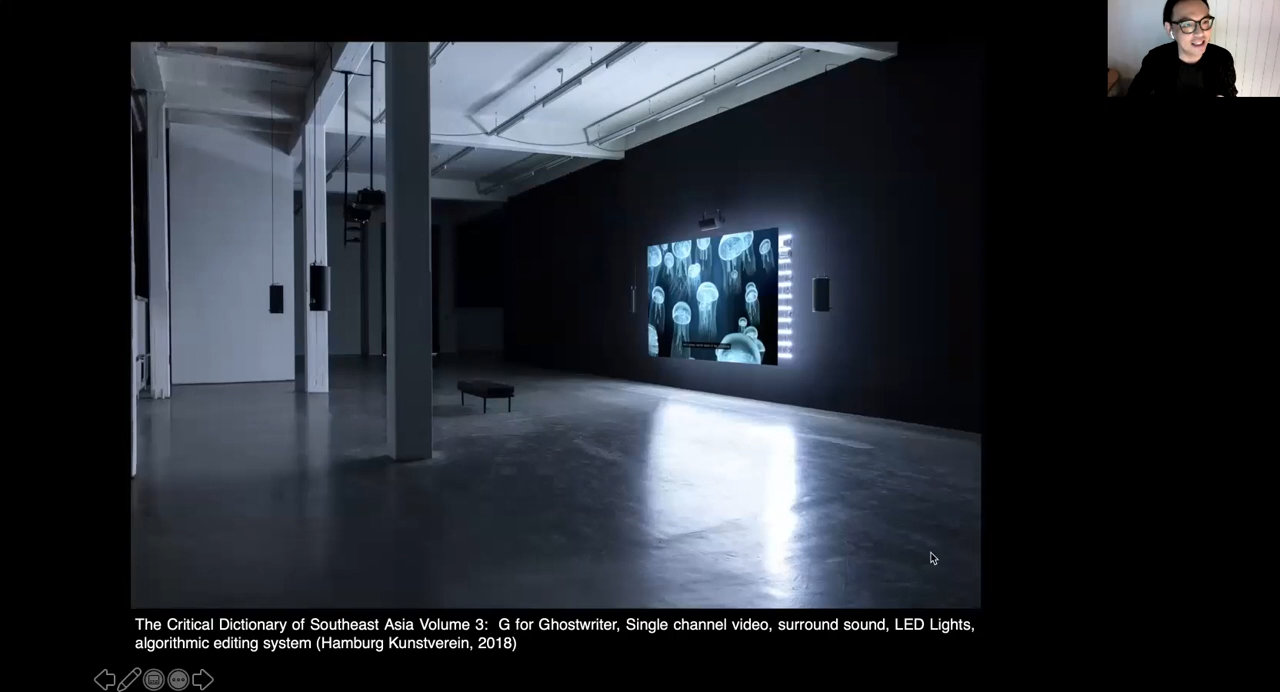 The Critical Dictionary of Southeast Asia Volume 3: G for Ghostwriter, Single channel video, surround sound, LED Lights,
algorithmic editing system (Hamburg Kunstverein, 2018)